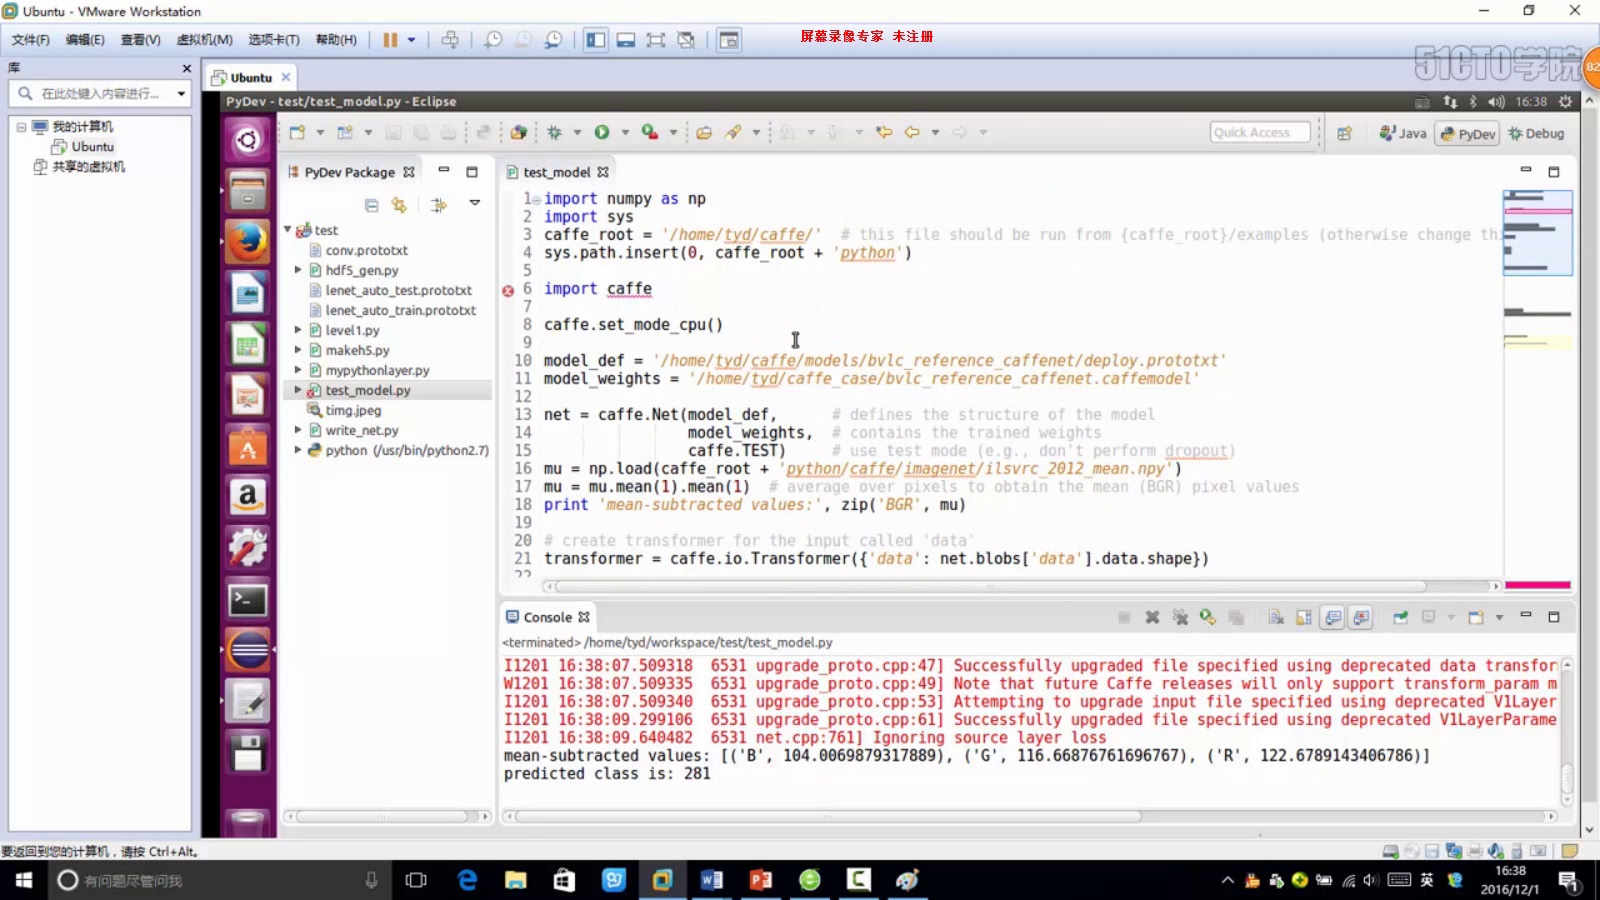 Ubuntu - VMware Workstation
文件(F) 编辑(E) 查看(V) 虚拟机(M) 选项卡(T) 帮助(H)
屏幕录像专家 未注册
51CTO学院
82
库
Ubuntu
在此处键入内容进行...
我的计算机
Ubuntu
共享的虚拟机
PyDev - test/test_model.py - Eclipse
16:38
Quick Access
Java
PyDev
Debug
PyDev Package
test
conv.prototxt
hdf5_gen.py
lenet_auto_test.prototxt
lenet_auto_train.prototxt
level1.py
makeh5.py
mypythonlayer.py
test_model.py
timg.jpeg
write_net.py
python (/usr/bin/python2.7)
test_model
1 import numpy as np
2 import sys
3 caffe_root = '/home/tyd/caffe/'  # this file should be run from {caffe_root}/examples (otherwise change thi
4 sys.path.insert(0, caffe_root + 'python')
5
6 import caffe
7
8 caffe.set_mode_cpu()
9
10 model_def = '/home/tyd/caffe/models/bvlc_reference_caffenet/deploy.prototxt'
11 model_weights = '/home/tyd/caffe_case/bvlc_reference_caffenet.caffemodel'
12
13 net = caffe.Net(model_def,      # defines the structure of the model
14                 model_weights,  # contains the trained weights
15                 caffe.TEST)     # use test mode (e.g., don't perform dropout)
16 mu = np.load(caffe_root + 'python/caffe/imagenet/ilsvrc_2012_mean.npy')
17 mu = mu.mean(1).mean(1)  # average over pixels to obtain the mean (BGR) pixel values
18 print 'mean-subtracted values:', zip('BGR', mu)
19
20 # create transformer for the input called 'data'
21 transformer = caffe.io.Transformer({'data': net.blobs['data'].data.shape})
22
Console
<terminated> /home/tyd/workspace/test/test_model.py
I1201 16:38:07.509318  6531 upgrade_proto.cpp:47] Successfully upgraded file specified using deprecated data transfor
W1201 16:38:07.509335  6531 upgrade_proto.cpp:49] Note that future Caffe releases will only support transform_param m
I1201 16:38:07.509340  6531 upgrade_proto.cpp:53] Attempting to upgrade input file specified using deprecated V1Layer
I1201 16:38:09.299106  6531 upgrade_proto.cpp:61] Successfully upgraded file specified using deprecated V1LayerParame
I1201 16:38:09.640482  6531 net.cpp:761] Ignoring source layer loss
mean-subtracted values: [('B', 104.0069879317889), ('G', 116.66876761696767), ('R', 122.6789143406786)]
predicted class is: 281
要返回到您的计算机，请按 Ctrl+Alt。
有问题尽管问我
英
16:38
2016/12/1
1